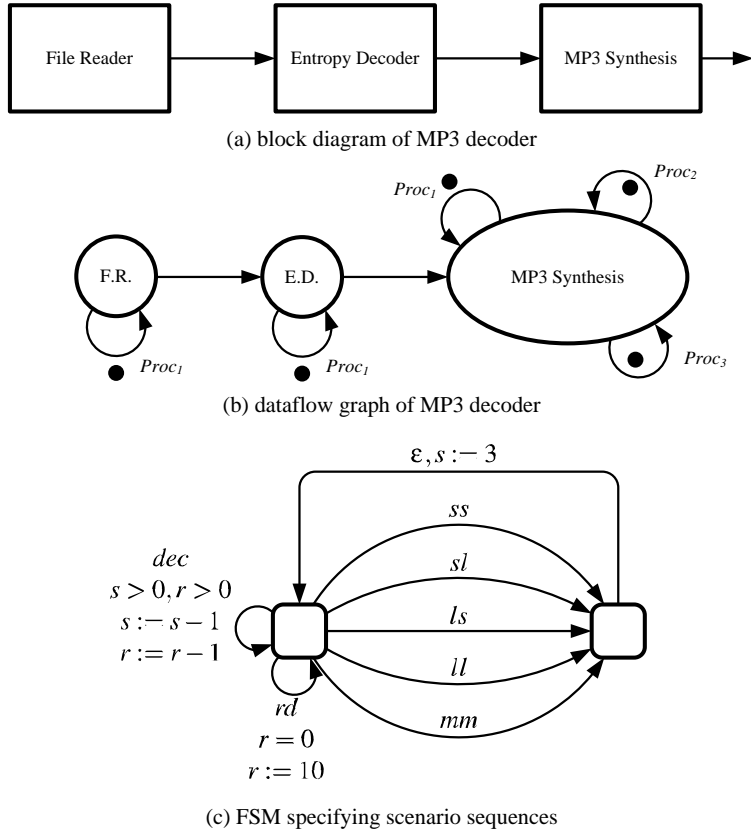 File Reader
Entropy Decoder
MP3 Synthesis
(a) block diagram of MP3 decoder
Proc1
Proc2
F.R.
E.D.
MP3 Synthesis
Proc1
Proc1
Proc3
(b) dataflow graph of MP3 decoder
ε, s :− 3
ss
dec
sl
s > 0, r > 0
ls
s :− s − 1
r := r − 1
ll
rd
mm
r = 0
r := 10
(c) FSM specifying scenario sequences